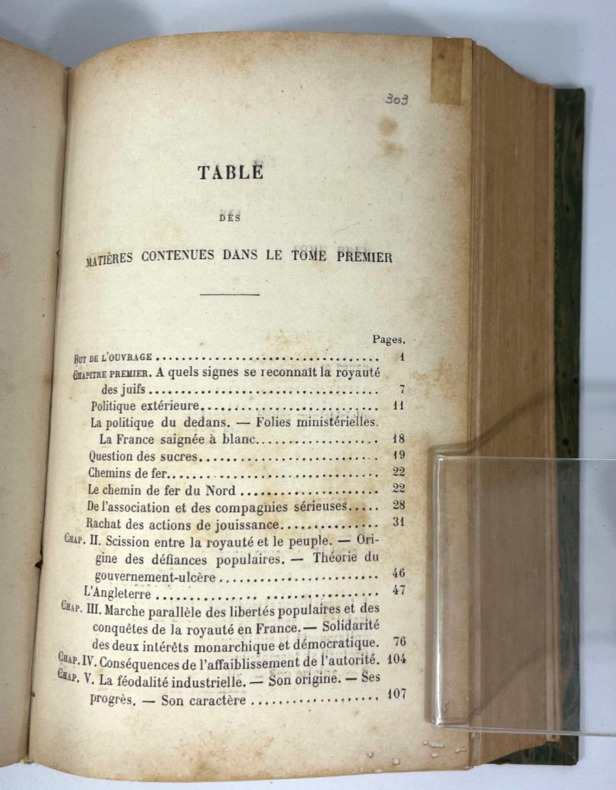 303
TABLE
DES
MATIÈRES CONTENUES DANS LE TOME PREMIER
Pages.
BUT DE L'OUVRAGE .................................... 1
CHAPITRE PREMIER. A quels signes se reconnaît la royauté
des juifs .................................... 7
Politique extérieure.............................. 11
La politique du dedans. — Folies ministérielles.
La France saignée à blanc.................... 18
Question des sucres.............................. 19
Chemins de fer.................................... 22
Le chemin de fer du Nord ........................ 22
De l'association et des compagnies sérieuses..... 28
Rachat des actions de jouissance................ 31
CHAP. II. Scission entre la royauté et le peuple. — Ori-
gine des défiances populaires. — Théorie du
gouvernement-ulcère .......................... 46
L'Angleterre .................................... 47
CHAP. III. Marche parallèle des libertés populaires et des
conquêtes de la royauté en France. — Solidarité
des deux intérêts monarchique et démocratique. 76
CHAP. IV. Conséquences de l'affaiblissement de l'autorité. 104
CHAP. V. La féodalité industrielle. — Son origine. — Ses
progrès. — Son caractère .................... 107